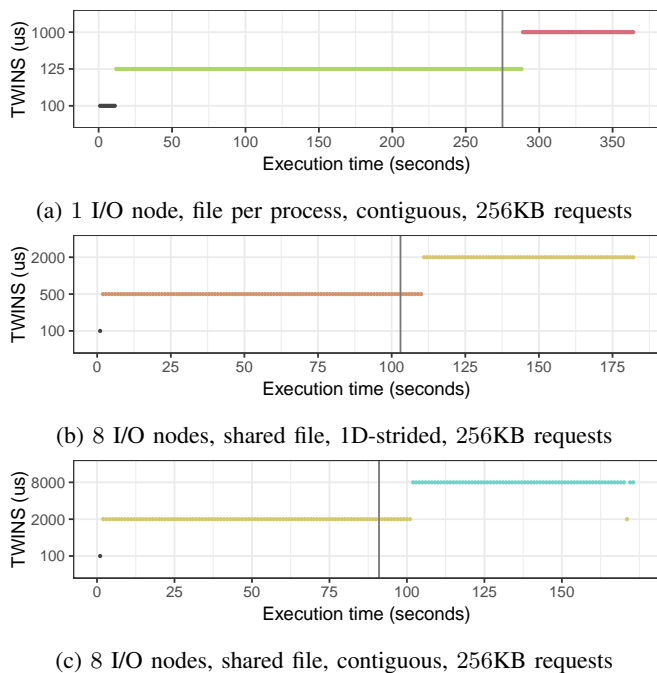 TWINS (us)
1000
125
100
0 50 100 150 200 250 300 350
Execution time (seconds)
(a) 1 I/O node, file per process, contiguous, 256KB requests
TWINS (us)
2000
500
100
0 25 50 75 100 125 150 175
Execution time (seconds)
(b) 8 I/O nodes, shared file, 1D-strided, 256KB requests
TWINS (us)
8000
2000
100
0 25 50 75 100 125 150
Execution time (seconds)
(c) 8 I/O nodes, shared file, contiguous, 256KB requests